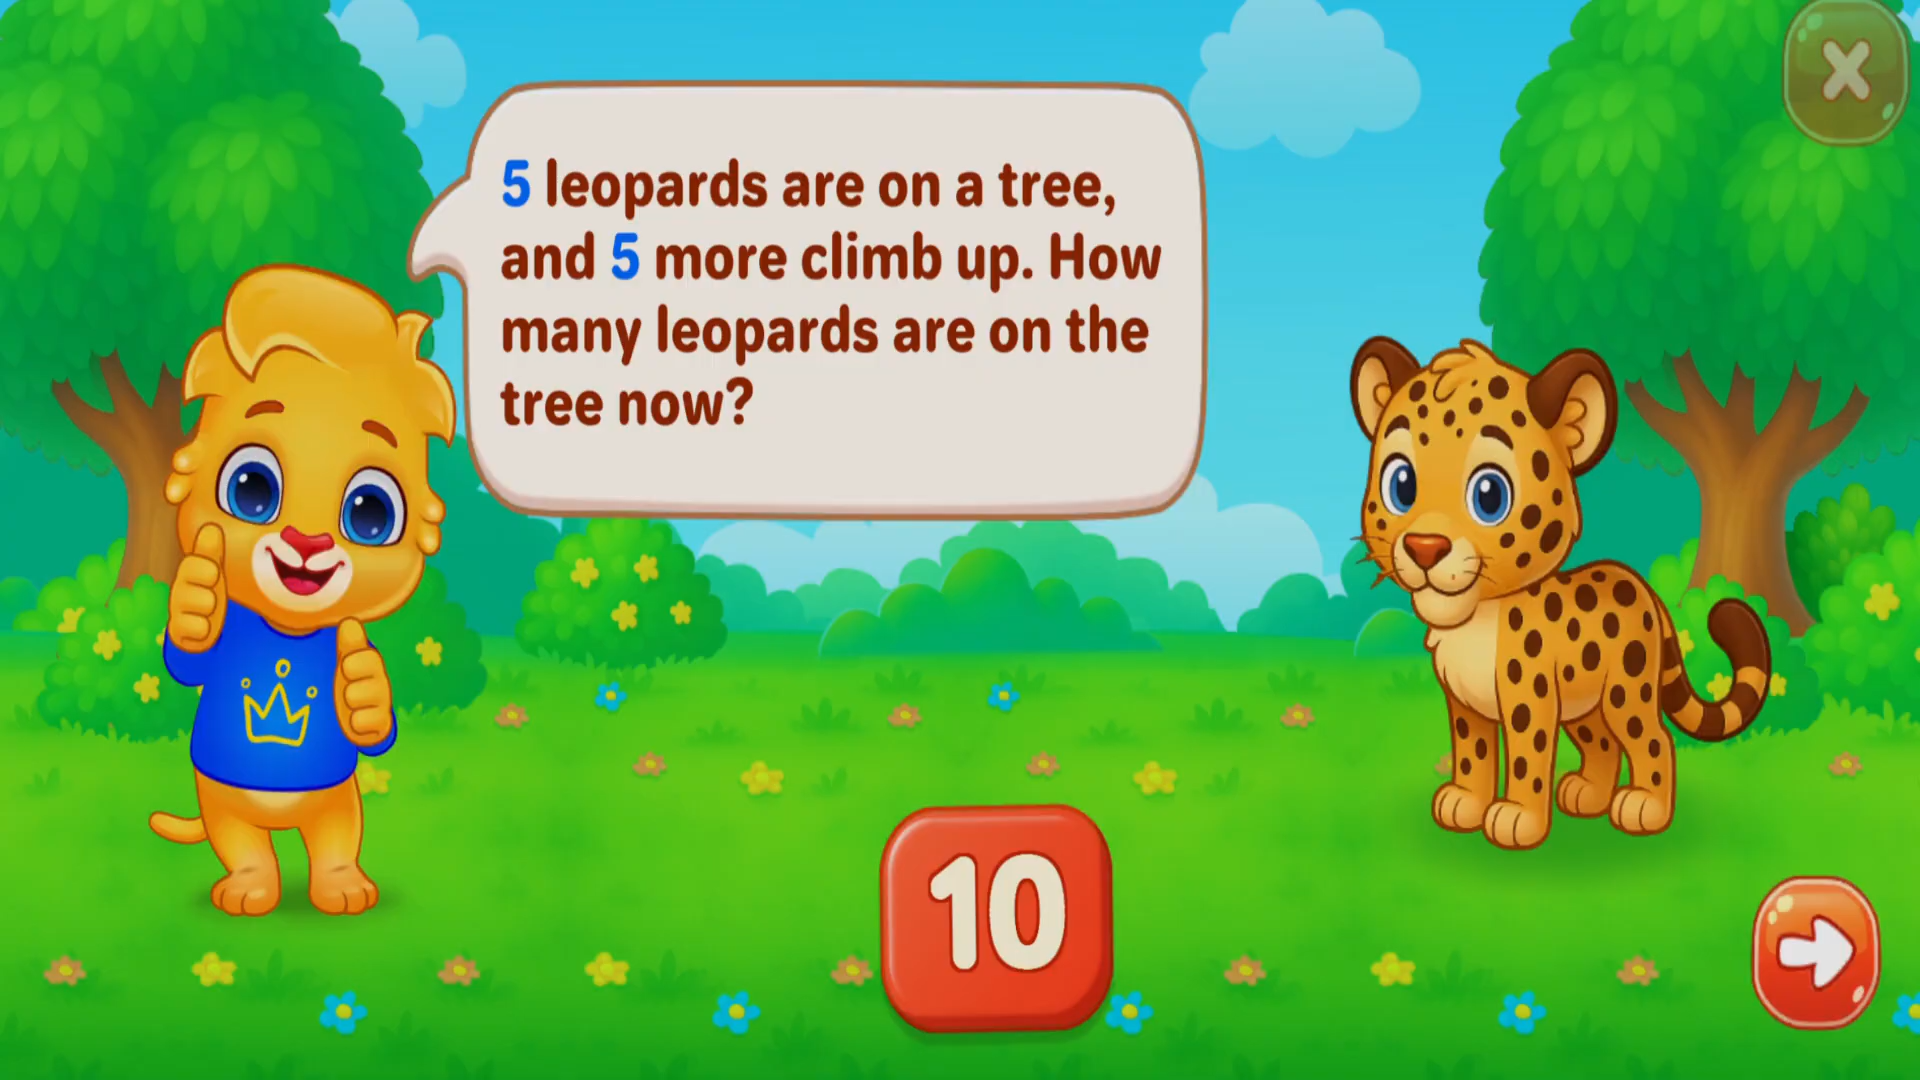 5 leopards are on a tree,
and 5 more climb up. How
many leopards are on the
tree now?
10